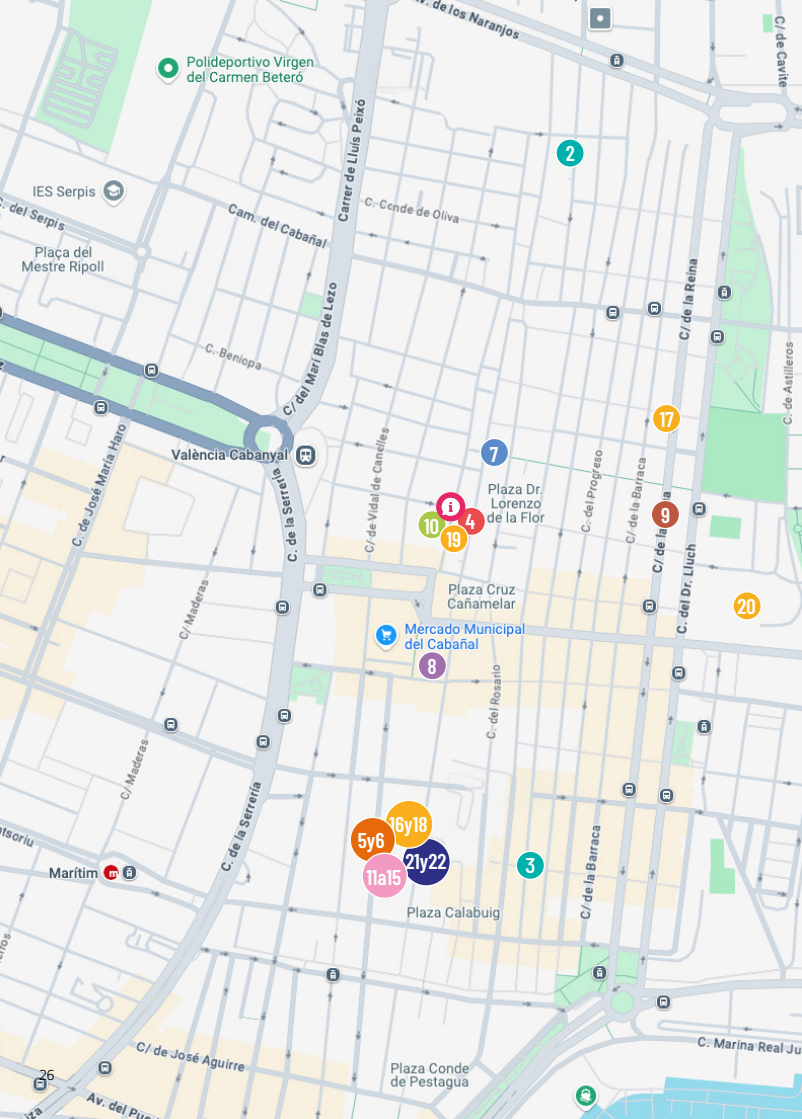 Av. de los Naranjos
C/ de Cavite
Polideportivo Virgen
del Carmen Beteró
Carrer de Lluís Peixó
2
IES Serpis
C. del Serpis
C. Conde de Oliva
Cam. del Cabañal
Plaça del
Mestre Ripoll
C/ de la Reina
C/ del Marí Blas de Lezo
C. Beniopa
C. de Astilleros
17
C. de José María Haro
València Cabanyal
7
C/ de Vidal de Canelles
C. del Progreso
C/ de la Barraca
C. de la Serrería
Plaza Dr.
Lorenzo
de la Flor
i
10
4
19
9
C/ de la
C. del Dr. Lluch
C/ Maderas
Plaza Cruz
Cañamelar
20
Mercado Municipal
del Cabañal
8
C. del Rosario
C/ Maderas
C. de la Serrería
16y18
5y6
21y22
11a15
3
C/ de la Barraca
Marítim
m
Plaza Calabuig
C/ de José Aguirre
C. Marina Real Ju
Plaza Conde
de Pestagua
26
Av. del Pue